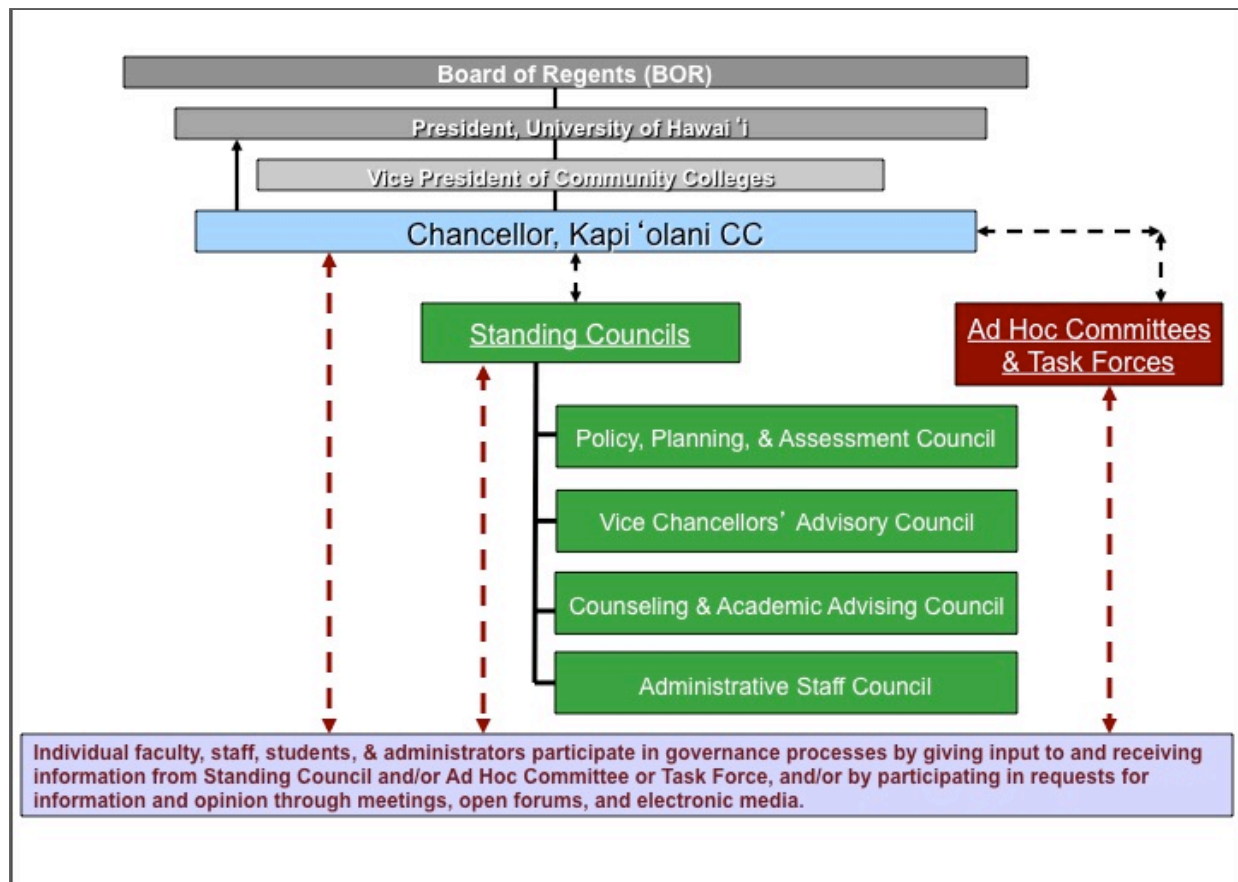 Board of Regents (BOR)
President, University of Hawai ‘i
Vice President of Community Colleges
Chancellor, Kapi ‘olani CC
Standing Councils
Ad Hoc Committees
& Task Forces
Policy, Planning, & Assessment Council
Vice Chancellors’ Advisory Council
Counseling & Academic Advising Council
Administrative Staff Council
Individual faculty, staff, students, & administrators participate in governance processes by giving input to and receiving
information from Standing Council and/or Ad Hoc Committee or Task Force, and/or by participating in requests for
information and opinion through meetings, open forums, and electronic media.